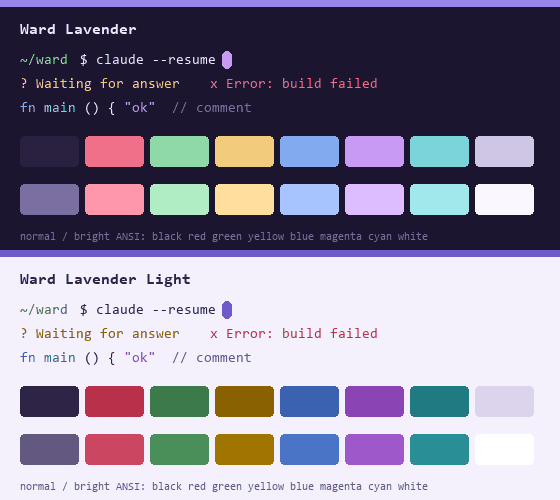 Ward Lavender
~/ward $ claude --resume
? Waiting for answer x Error: build failed
fn main () { "ok" // comment
normal / bright ANSI: black red green yellow blue magenta cyan white
Ward Lavender Light
~/ward $ claude --resume
? Waiting for answer x Error: build failed
fn main () { "ok" // comment
normal / bright ANSI: black red green yellow blue magenta cyan white